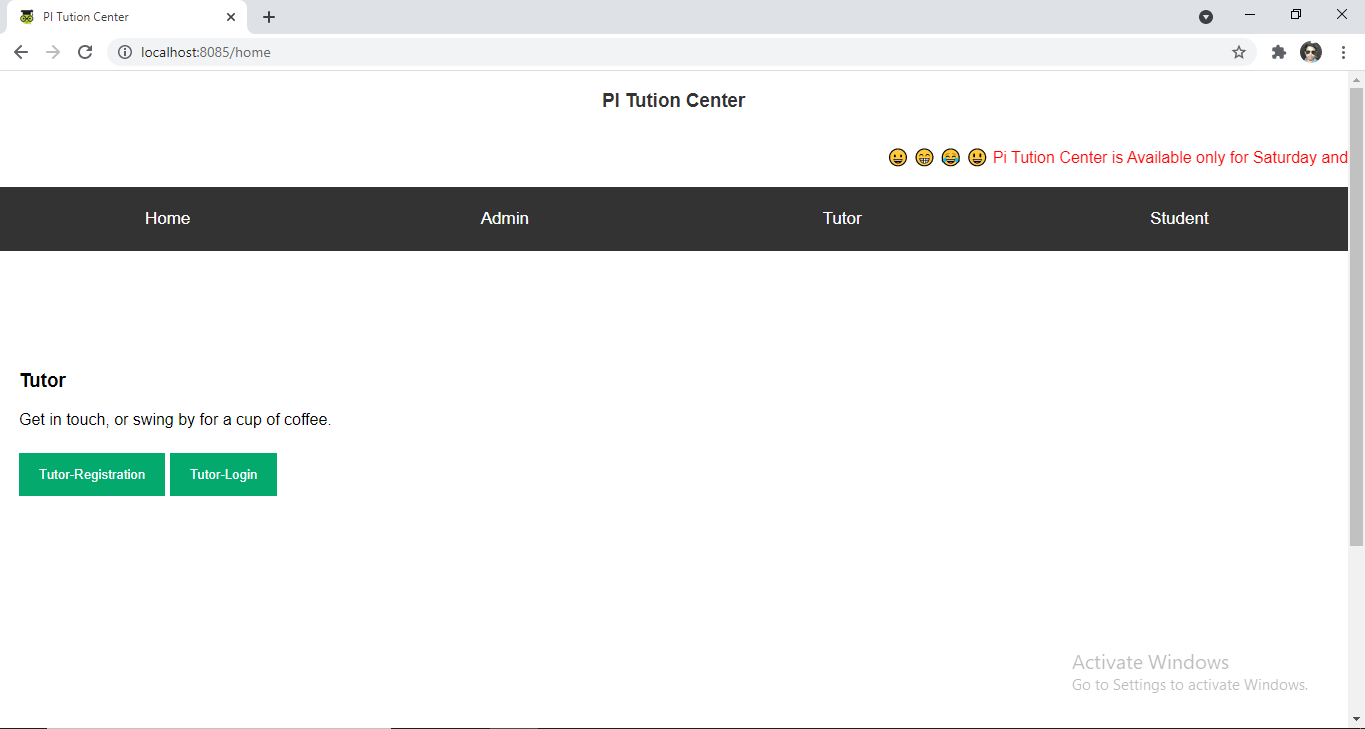 PI Tution Center
localhost:8085/home
PI Tution Center
😀 😁 😂 😃 Pi Tution Center is Available only for Saturday and
Home Admin Tutor Student
Tutor
Get in touch, or swing by for a cup of coffee.
Tutor-Registration Tutor-Login
Activate Windows
Go to Settings to activate Windows.